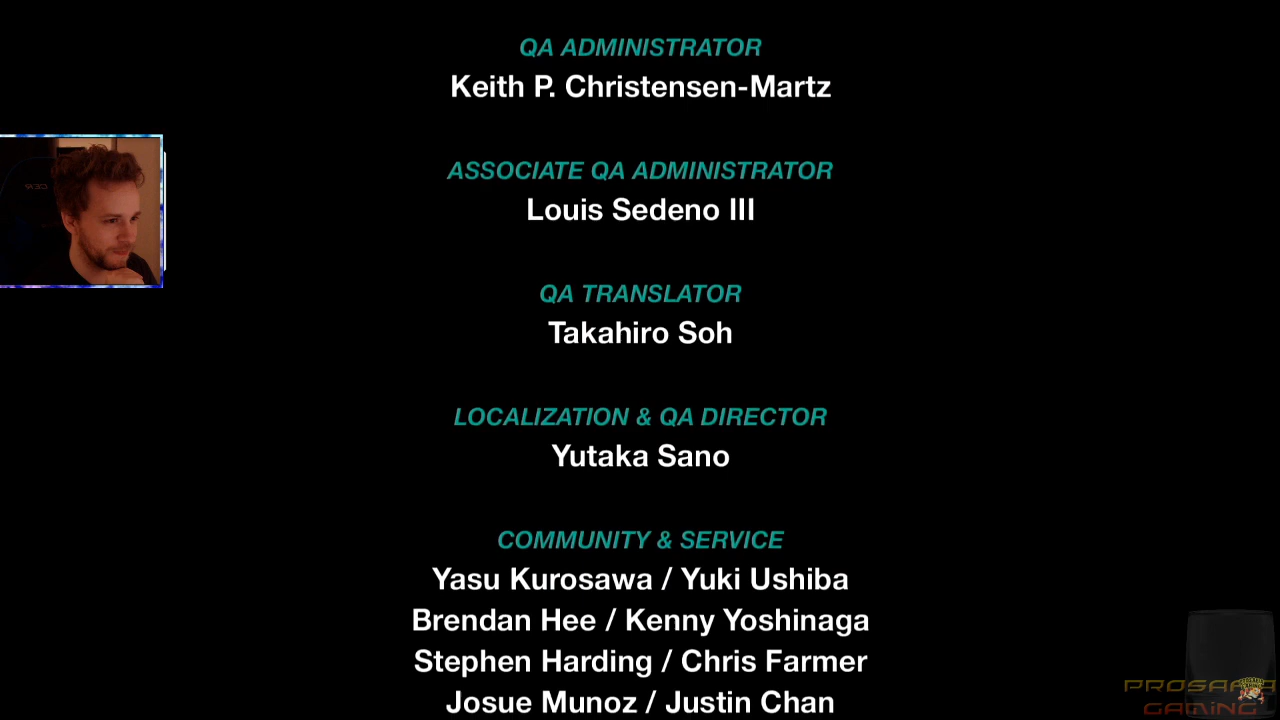 QA ADMINISTRATOR
Keith P. Christensen-Martz
ASSOCIATE QA ADMINISTRATOR
Louis Sedeno III
QA TRANSLATOR
Takahiro Soh
LOCALIZATION & QA DIRECTOR
Yutaka Sano
COMMUNITY & SERVICE
Yasu Kurosawa / Yuki Ushiba
Brendan Hee / Kenny Yoshinaga
Stephen Harding / Chris Farmer
Josue Munoz / Justin Chan
GAMING